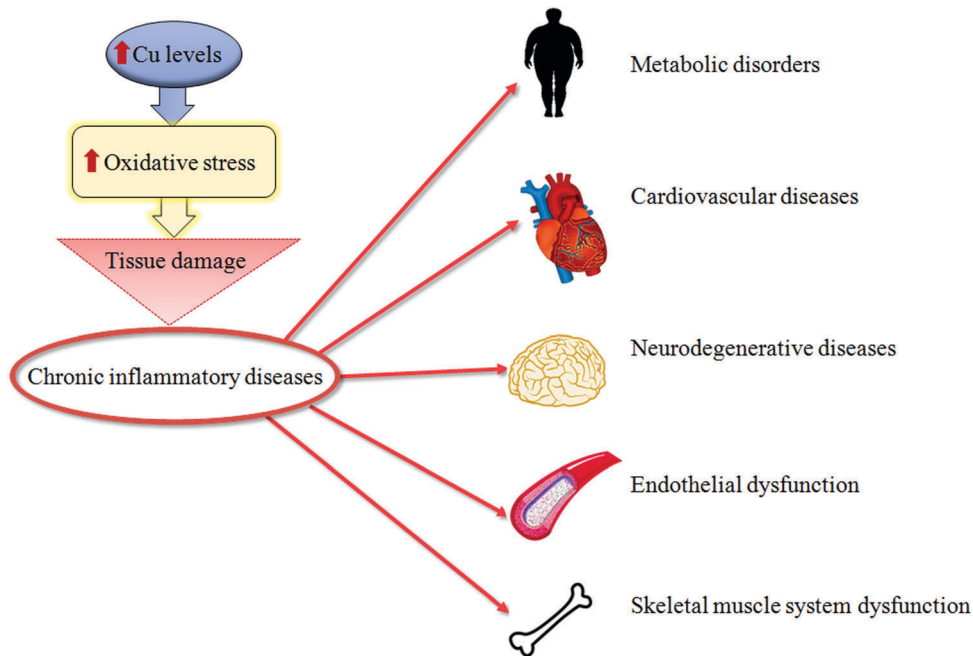 Cu levels
Oxidative stress
Tissue damage
Chronic inflammatory diseases
Metabolic disorders
Cardiovascular diseases
Neurodegenerative diseases
Endothelial dysfunction
Skeletal muscle system dysfunction